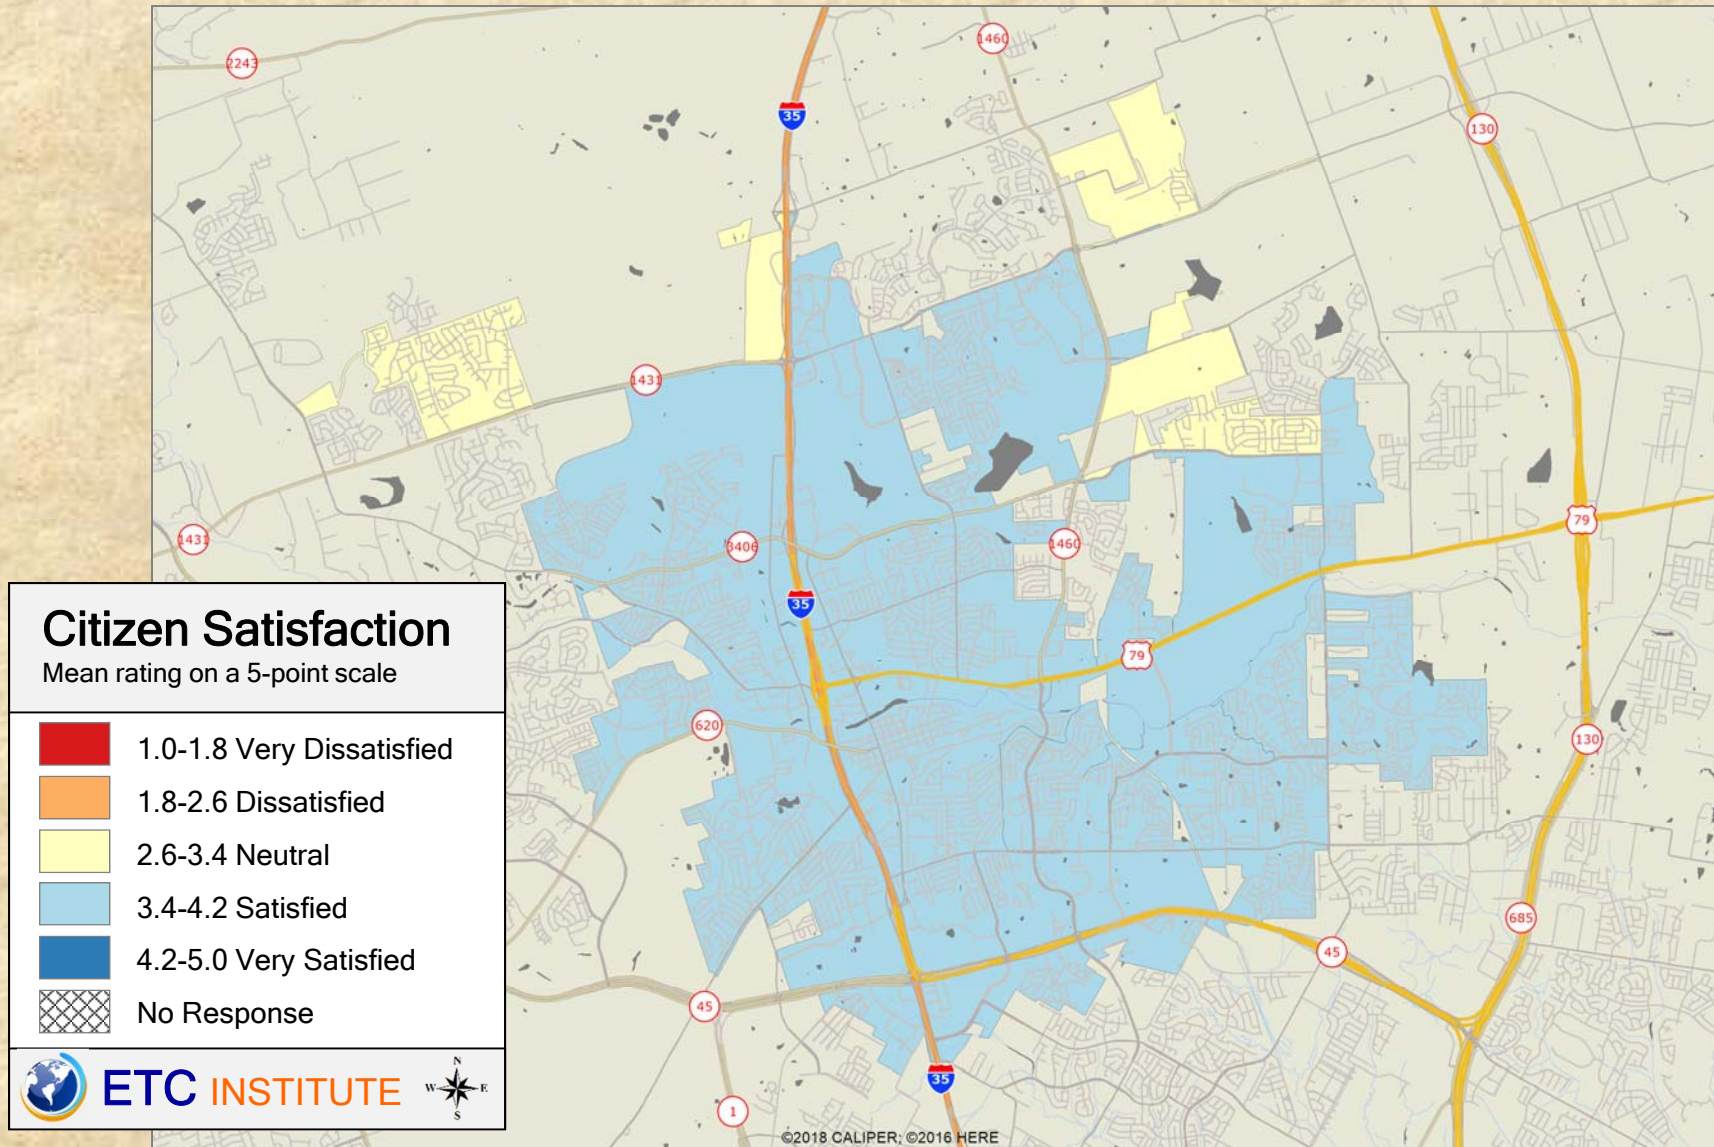 2243
1460
35
130
1431
1431
3406
1460
79
35
79
620
130
685
45
45
35
1
Citizen Satisfaction
Mean rating on a 5-point scale
1.0-1.8 Very Dissatisfied
1.8-2.6 Dissatisfied
2.6-3.4 Neutral
3.4-4.2 Satisfied
4.2-5.0 Very Satisfied
No Response
ETC INSTITUTE
N
W E
S
©2018 CALIPER; ©2016 HERE